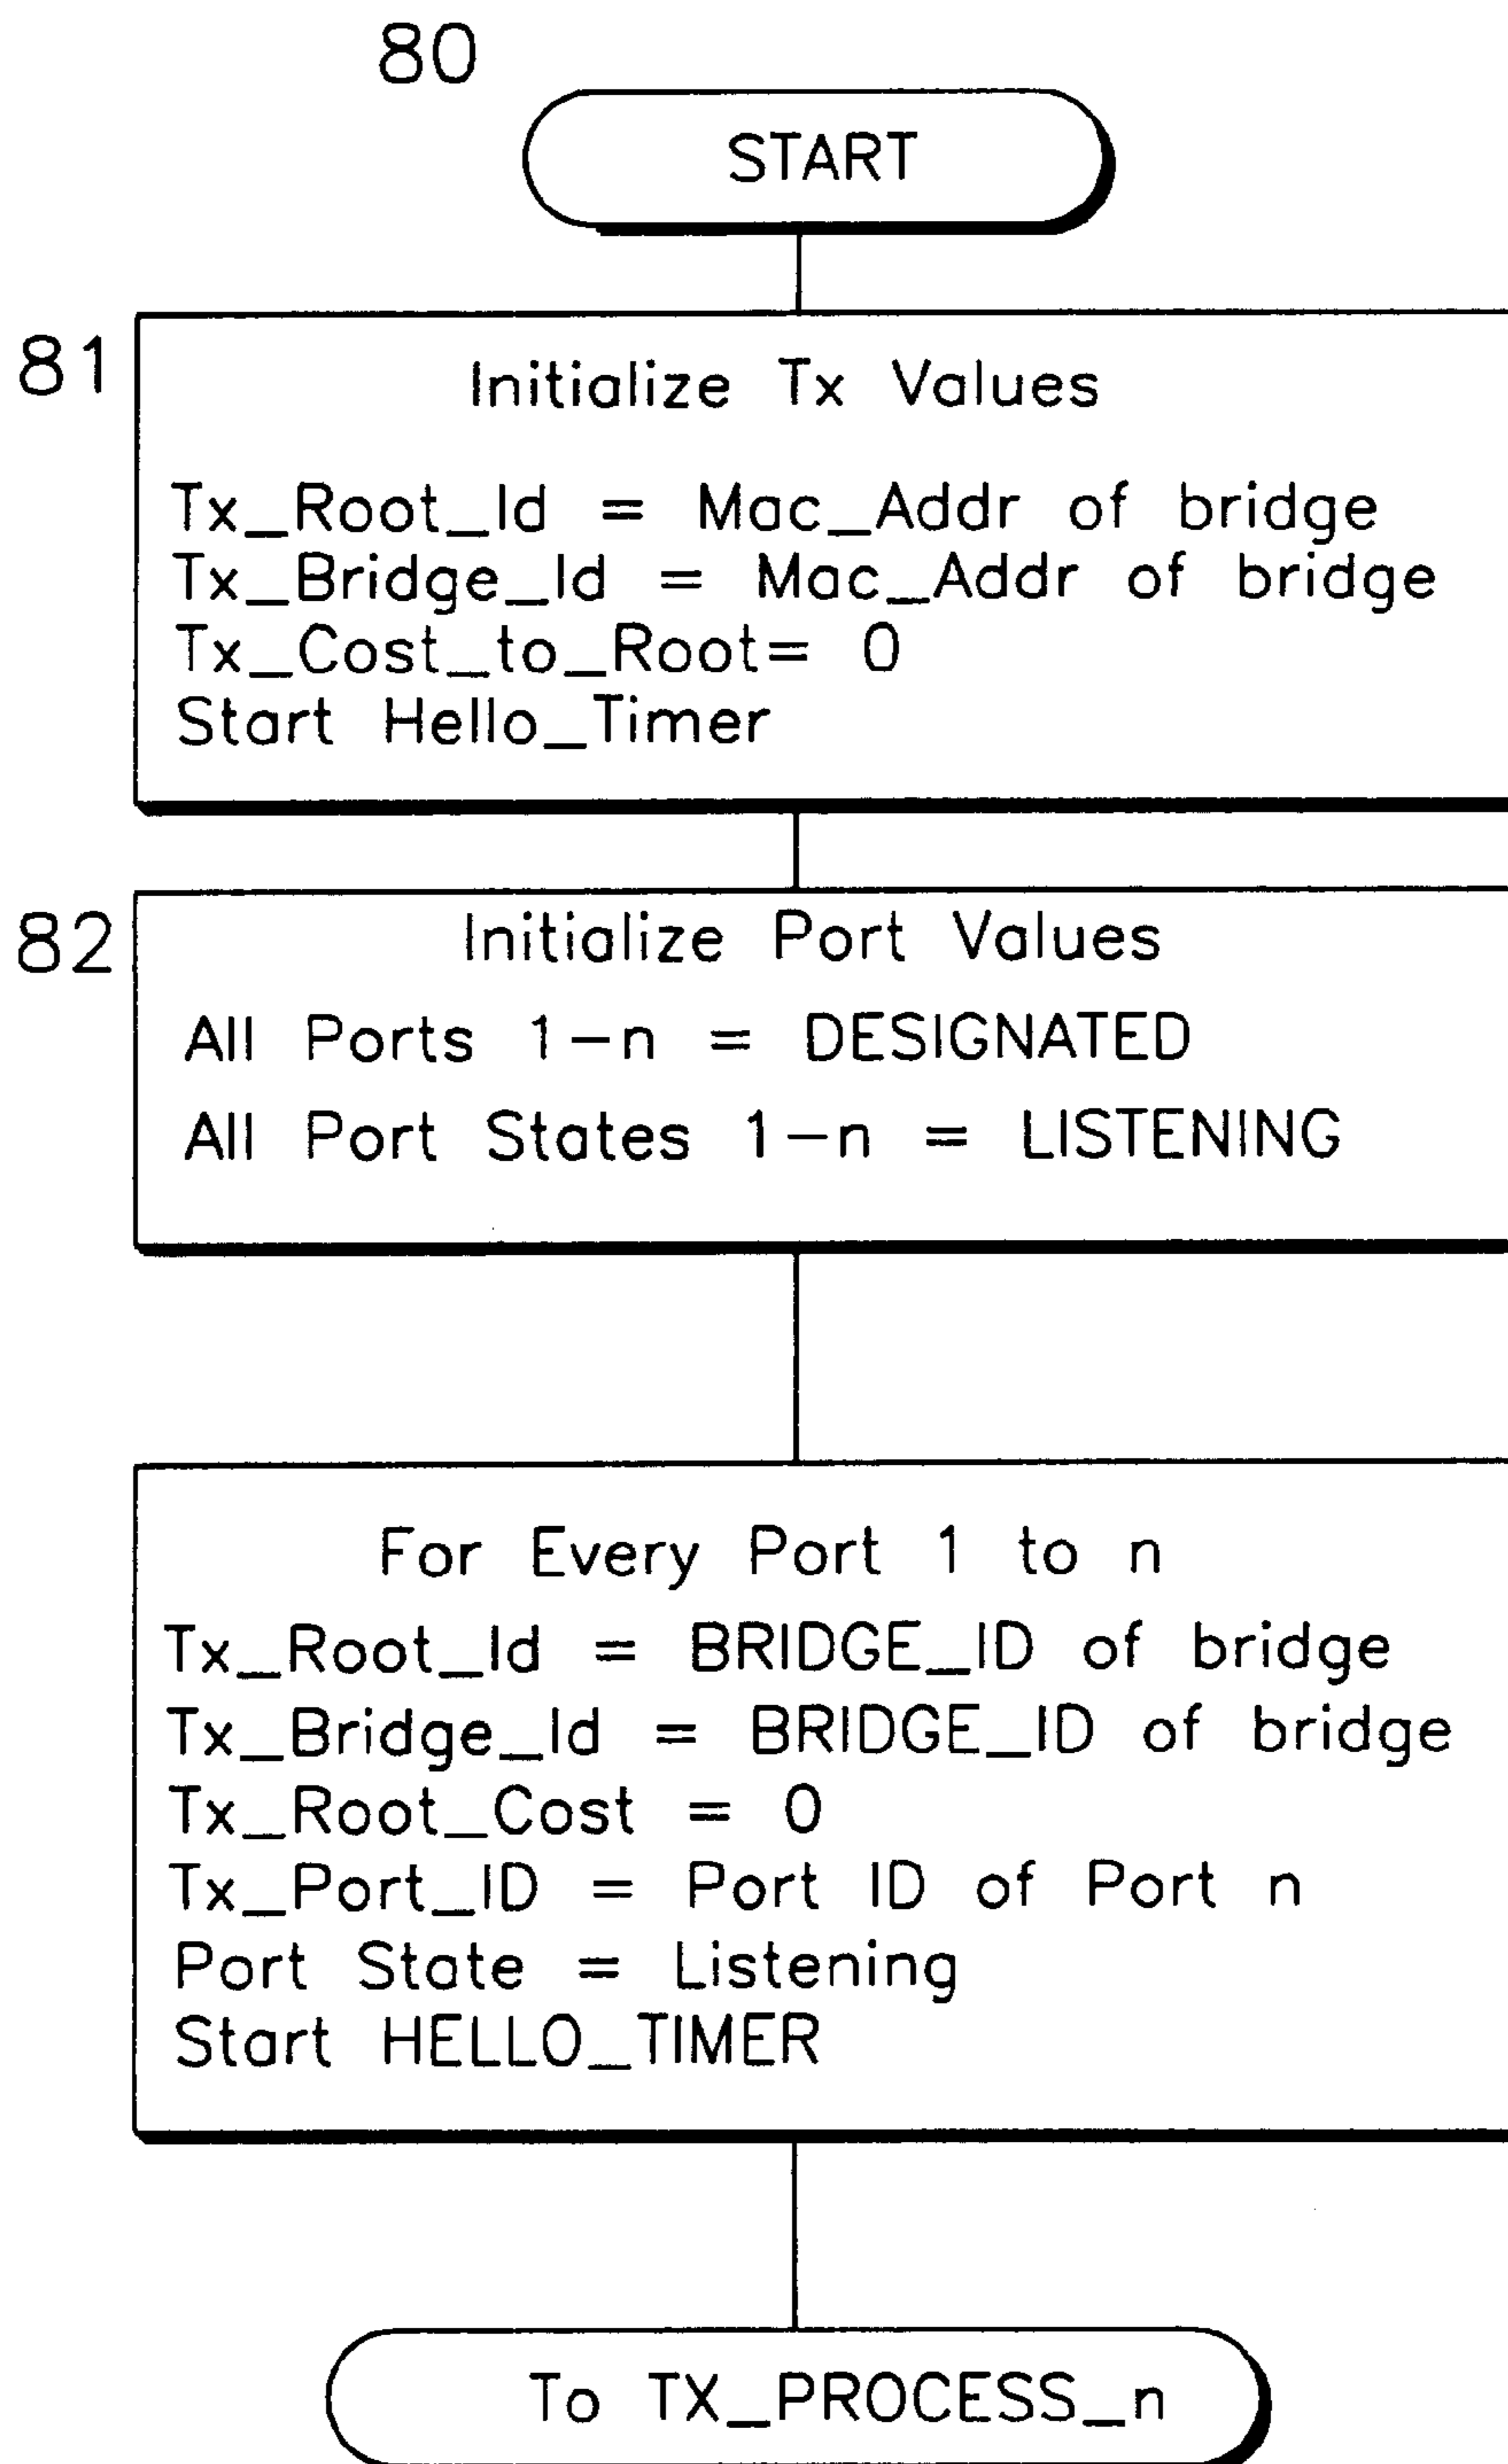 80
START
81
Initialize Tx Values
Tx_Root_Id = Mac_Addr of bridge
Tx_Bridge_Id = Mac_Addr of bridge
Tx_Cost_to_Root= 0
Start Hello_Timer
82
Initialize Port Values
All Ports 1-n = DESIGNATED
All Port States 1-n = LISTENING
For Every Port 1 to n
Tx_Root_Id = BRIDGE_ID of bridge
Tx_Bridge_Id = BRIDGE_ID of bridge
Tx_Root_Cost = 0
Tx_Port_ID = Port ID of Port n
Port State = Listening
Start HELLO_TIMER
To TX_PROCESS_n